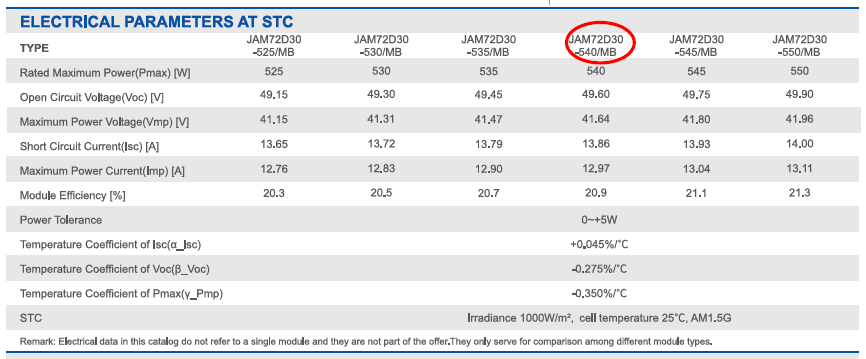 ELECTRICAL PARAMETERS AT STC
TYPE JAM72D30 -525/MB JAM72D30 -530/MB JAM72D30 -535/MB JAM72D30 -540/MB JAM72D30 -545/MB JAM72D30 -550/MB
Rated Maximum Power(Pmax) [W] 525 530 535 540 545 550
Open Circuit Voltage(Voc) [V] 49.15 49.30 49.45 49.60 49.75 49.90
Maximum Power Voltage(Vmp) [V] 41.15 41.31 41.47 41.64 41.80 41.96
Short Circuit Current(Isc) [A] 13.65 13.72 13.79 13.86 13.93 14.00
Maximum Power Current(Imp) [A] 12.76 12.83 12.90 12.97 13.04 13.11
Module Efficiency [%] 20.3 20.5 20.7 20.9 21.1 21.3
Power Tolerance 0~+5W
Temperature Coefficient of Isc(α_Isc) +0.045%/°C
Temperature Coefficient of Voc(β_Voc) -0.275%/°C
Temperature Coefficient of Pmax(γ_Pmp) -0.350%/°C
STC Irradiance 1000W/m², cell temperature 25°C, AM1.5G
Remark: Electrical data in this catalog do not refer to a single module and they are not part of the offer.They only serve for comparison among different module types.